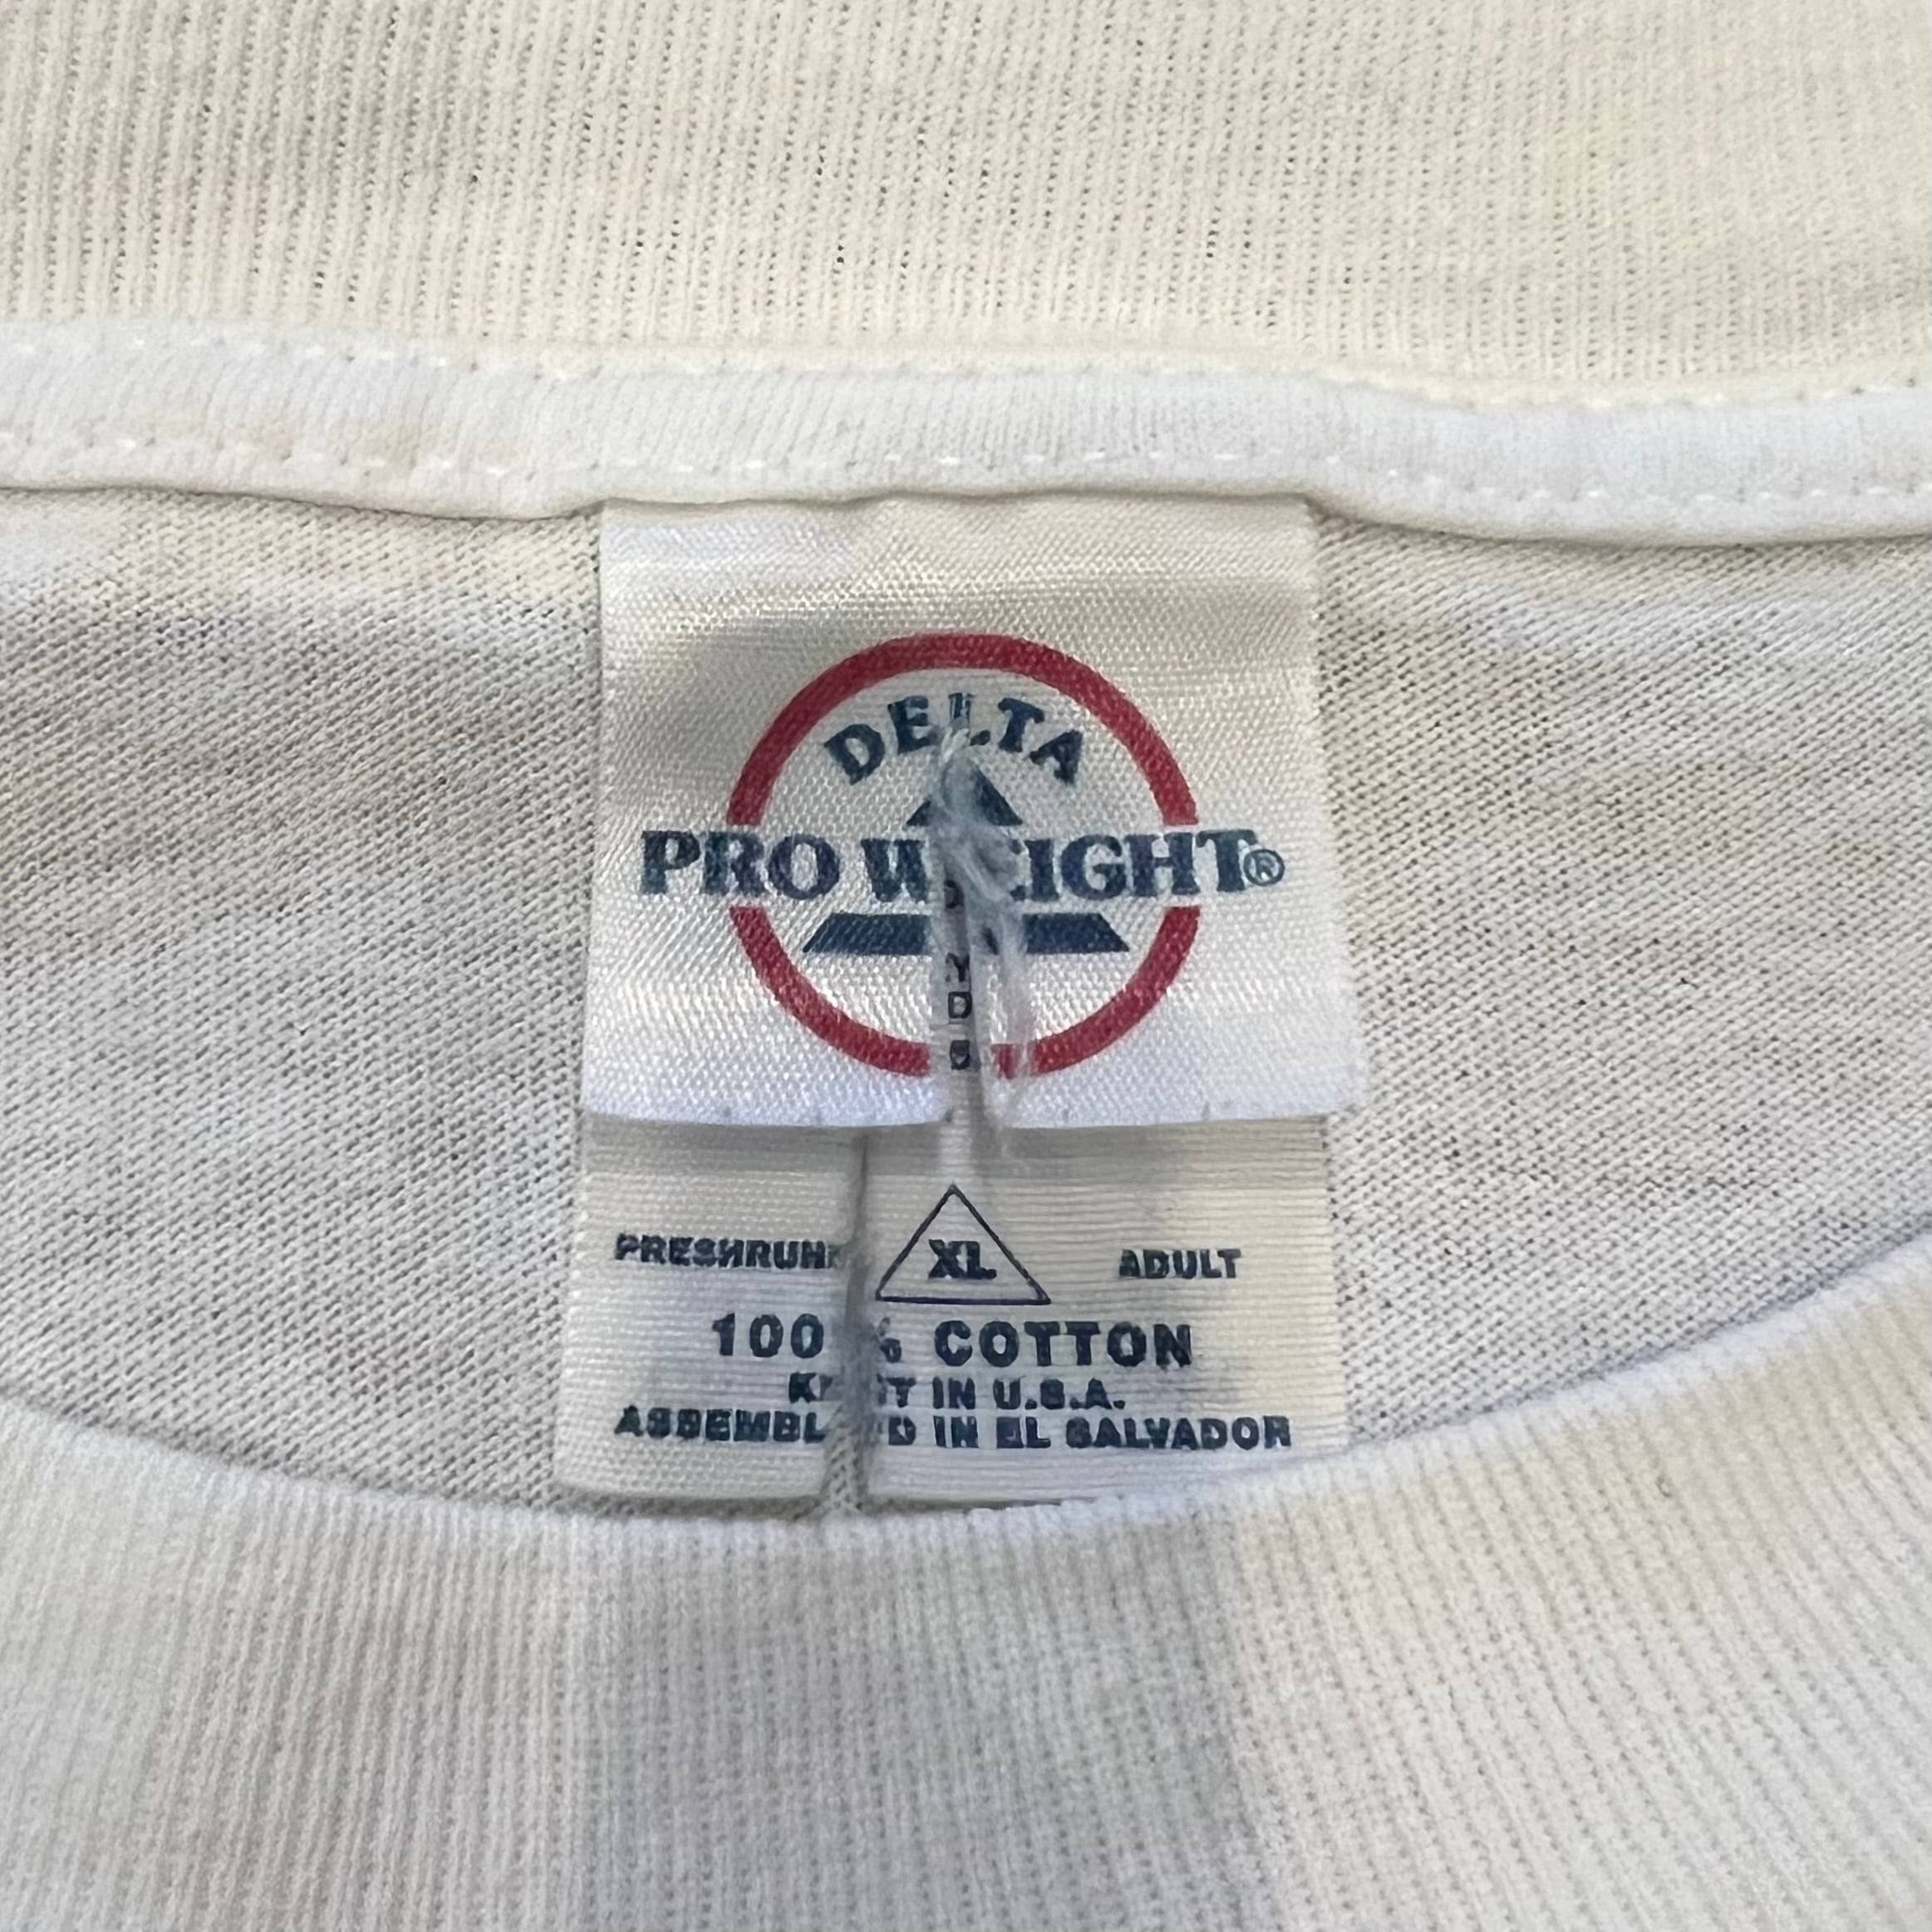 DELTA
PRO WEIGHT®
Y
D
XL
PRESHRUNK ADULT
100% COTTON
KNIT IN U.S.A.
ASSEMBLED IN EL SALVADOR